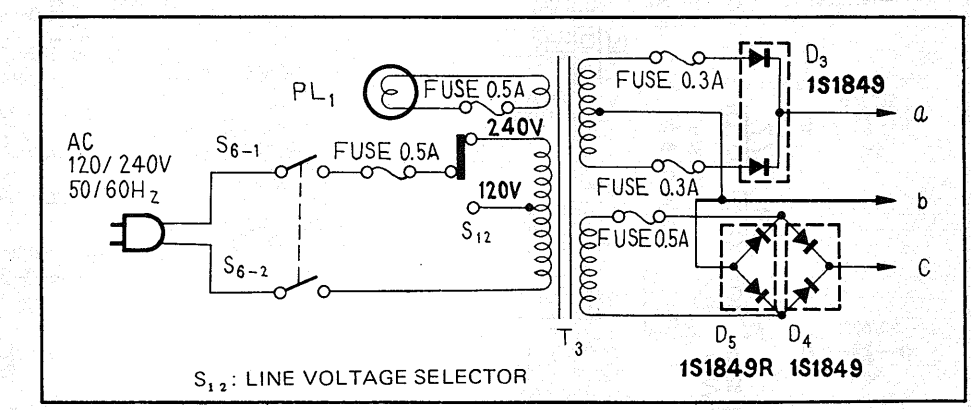 PL₁
FUSE 0.5A
FUSE 0.3A
D₃
1S1849
a
240V
AC
120/240V
50/60H₂
S₆₋₁
FUSE 0.5A
120V
S₁₂
FUSE 0.3A
b
FUSE 0.5A
C
S₆₋₂
T₃
D₅
D₄
1S1849R
1S1849
S₁₂: LINE VOLTAGE SELECTOR